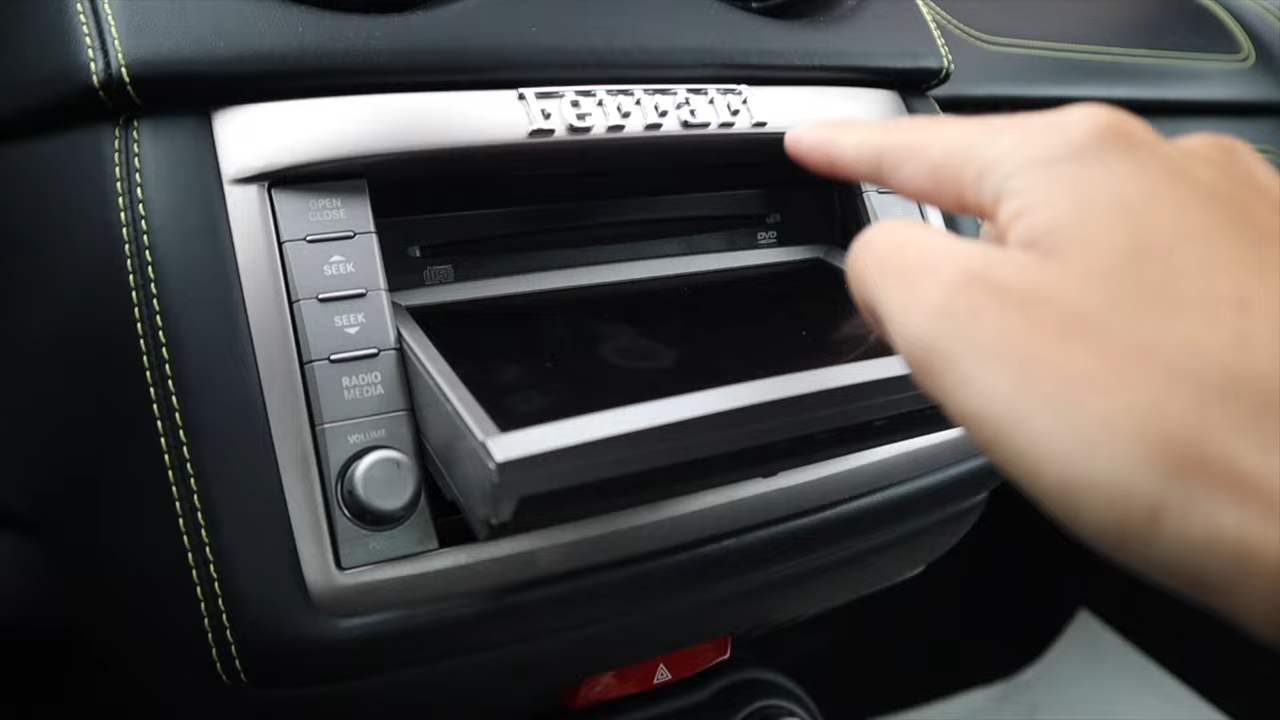 Ferrari
OPEN
CLOSE
SEEK
SEEK
RADIO
MEDIA
VOLUME
DVD